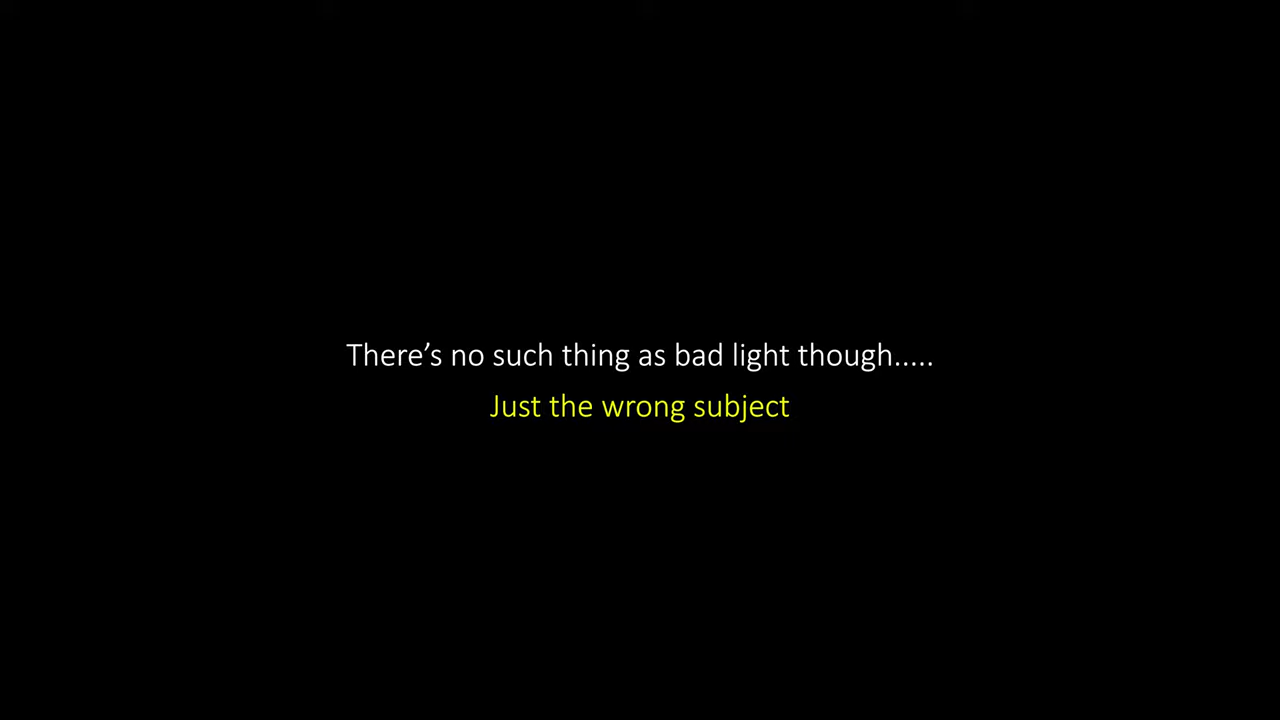 There’s no such thing as bad light though.....
Just the wrong subject